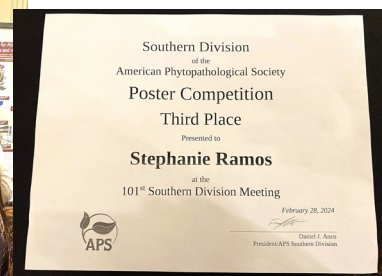 Southern Division
of the
American Phytopathological Society
Poster Competition
Third Place
Presented to
Stephanie Ramos
at the
101st Southern Division Meeting
February 28, 2024
Daniel J. Anco
President/APS Southern Division
APS